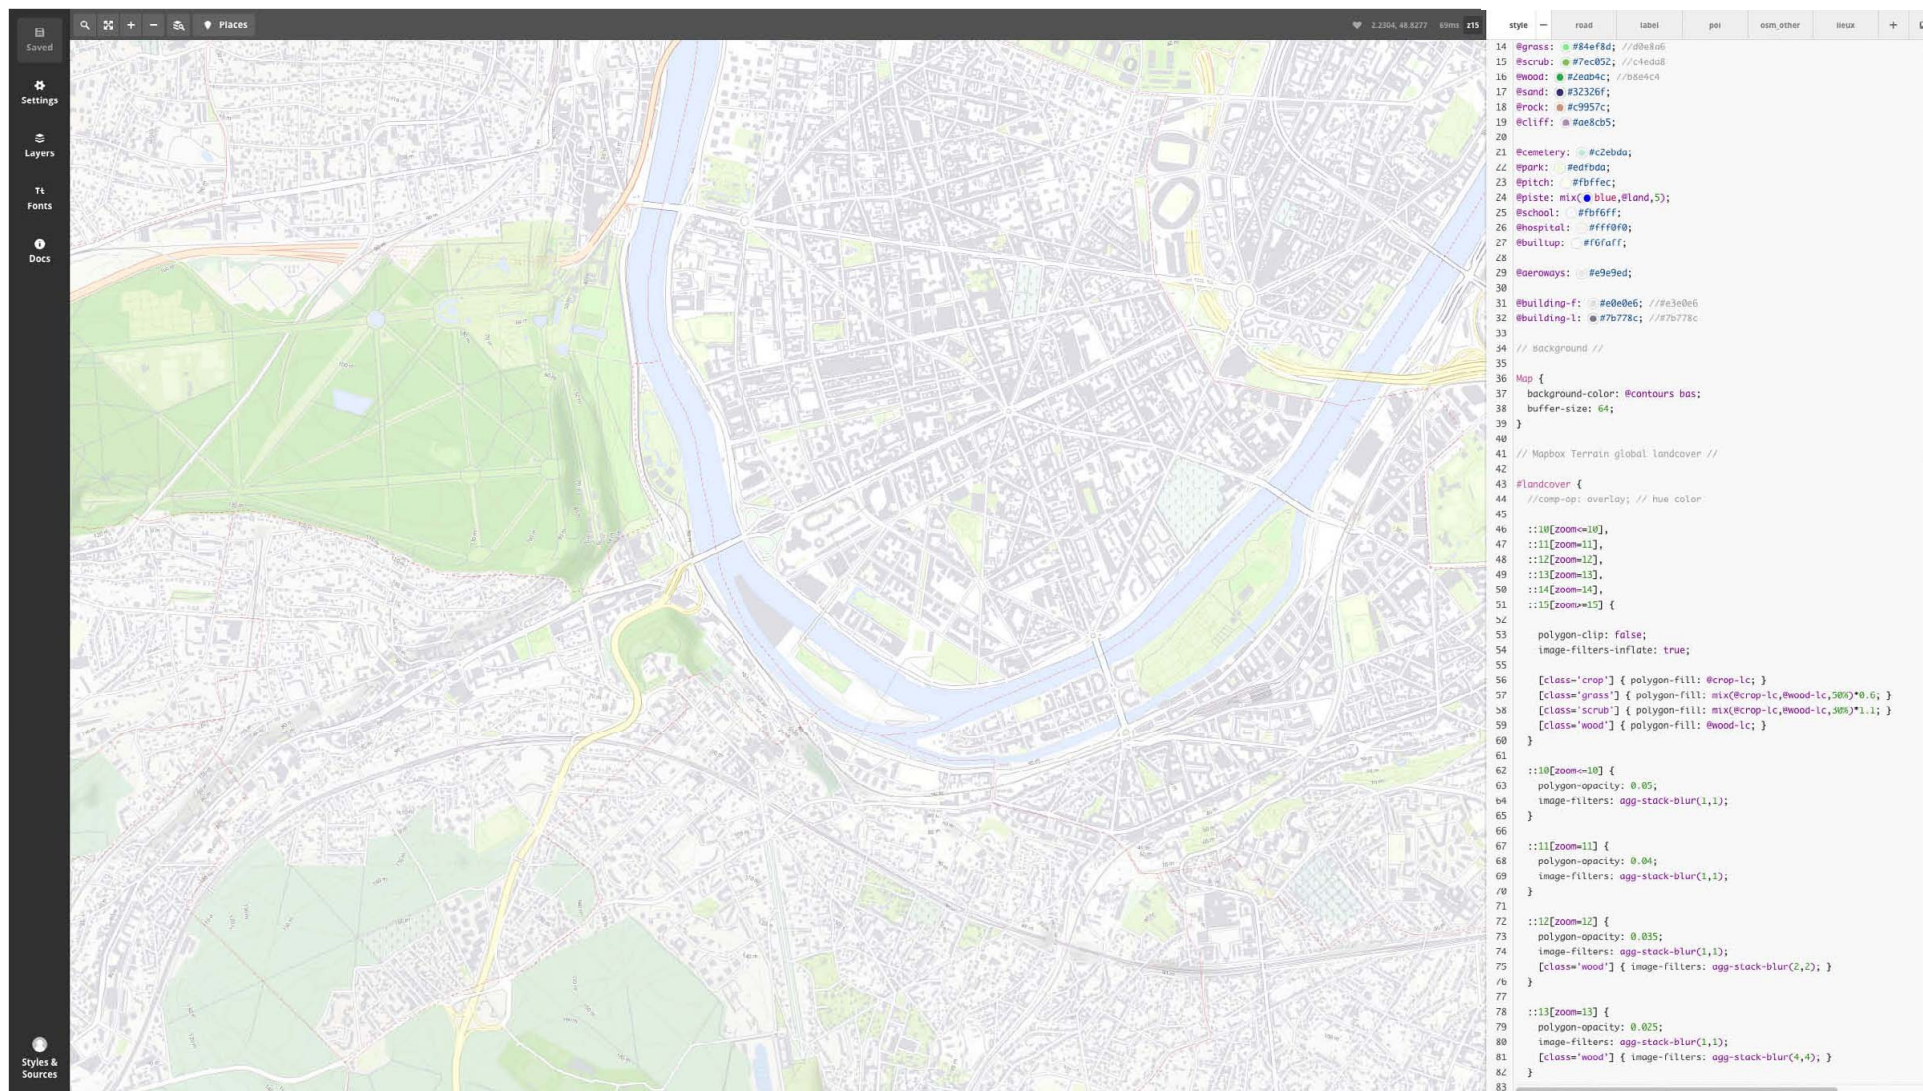 Saved
Settings
Layers
Tt
Fonts
Docs
Styles &
Sources
Places
2.2304, 48.8277 69ms z15
style road label poi osm_other lieux +
14 @grass: #84ef8d; //d0e8a6
15 @scrub: #7ec052; //c4eda8
16 @wood: #2eab4c; //b8e4c4
17 @sand: #32326f;
18 @rock: #c9957c;
19 @cliff: #ae8cb5;
20
21 @cemetery: #c2ebda;
22 @park: #edfbda;
23 @pitch: #fbffec;
24 @piste: mix(blue,@land,5);
25 @school: #fbf6ff;
26 @hospital: #fff0f0;
27 @builtup: #f6faff;
28
29 @aeroways: #e9e9ed;
30
31 @building-f: #e0e0e6; //#e3e0e6
32 @building-l: #7b778c; //#7b778c
33
34 // Background //
35
36 Map {
37 background-color: @contours bas;
38 buffer-size: 64;
39 }
40
41 // Mapbox Terrain global landcover //
42
43 #landcover {
44 //comp-op: overlay; // hue color
45
46 ::10[zoom<=10],
47 ::11[zoom=11],
48 ::12[zoom=12],
49 ::13[zoom=13],
50 ::14[zoom=14],
51 ::15[zoom>=15] {
52
53 polygon-clip: false;
54 image-filters-inflate: true;
55
56 [class='crop'] { polygon-fill: @crop-lc; }
57 [class='grass'] { polygon-fill: mix(@crop-lc,@wood-lc,50%)*0.6; }
58 [class='scrub'] { polygon-fill: mix(@crop-lc,@wood-lc,30%)*1.1; }
59 [class='wood'] { polygon-fill: @wood-lc; }
60 }
61
62 ::10[zoom<=10] {
63 polygon-opacity: 0.05;
64 image-filters: agg-stack-blur(1,1);
65 }
66
67 ::11[zoom=11] {
68 polygon-opacity: 0.04;
69 image-filters: agg-stack-blur(1,1);
70 }
71
72 ::12[zoom=12] {
73 polygon-opacity: 0.035;
74 image-filters: agg-stack-blur(1,1);
75 [class='wood'] { image-filters: agg-stack-blur(2,2); }
76 }
77
78 ::13[zoom=13] {
79 polygon-opacity: 0.025;
80 image-filters: agg-stack-blur(1,1);
81 [class='wood'] { image-filters: agg-stack-blur(4,4); }
82 }
83